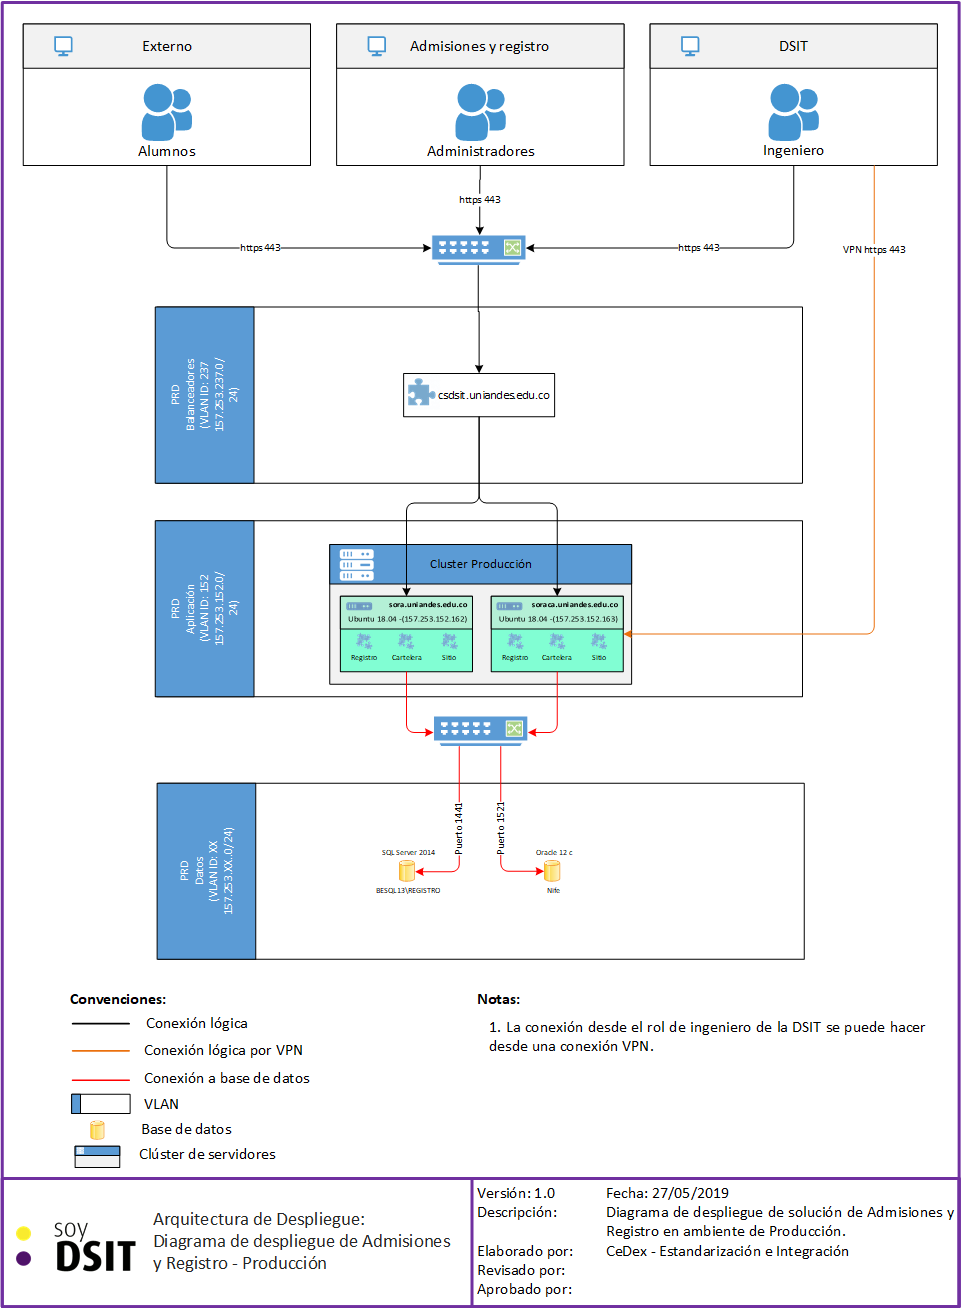 Externo
Admisiones y registro
DSIT
Alumnos
Administradores
Ingeniero
https 443
https 443
https 443
VPN https 443
PRD
Balanceadores
(VLAN ID: 237
157.253.237.0/
24)
csdsit.uniandes.edu.co
PRD
Aplicación
(VLAN ID: 152
157.253.152.0/
24)
Cluster Producción
sora.uniandes.edu.co
Ubuntu 18.04 -(157.253.152.162)
Registro
Cartelera
Sitio
soraca.uniandes.edu.co
Ubuntu 18.04 -(157.253.152.163)
Registro
Cartelera
Sitio
Puerto 1441
Puerto 1521
PRD
Datos
(VLAN ID: XX
157.253.XX..0/24)
SQL Server 2014
BESQL13\REGISTRO
Oracle 12 c
Nife
Convenciones:
Conexión lógica
Conexión lógica por VPN
Conexión a base de datos
VLAN
Base de datos
Clúster de servidores
Notas:
1. La conexión desde el rol de ingeniero de la DSIT se puede hacer
desde una conexión VPN.
soy
DSIT
Arquitectura de Despliegue:
Diagrama de despliegue de Admisiones
y Registro - Producción
Versión: 1.0
Fecha: 27/05/2019
Descripción:
Diagrama de despliegue de solución de Admisiones y
Registro en ambiente de Producción.
Elaborado por:
CeDex - Estandarización e Integración
Revisado por:
Aprobado por: